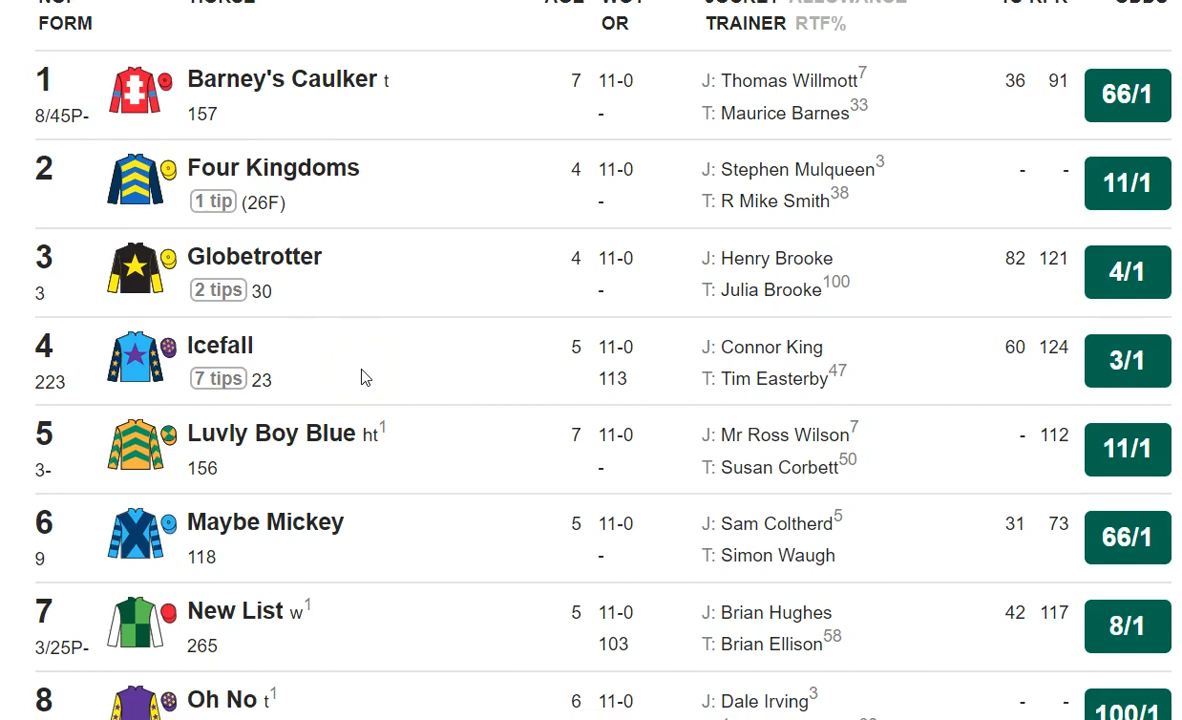 FORM OR TRAINER RTF%
1 Barney's Caulker t 7 11-0 J: Thomas Willmott7 36 91 66/1
8/45P- 157 - T: Maurice Barnes33
2 Four Kingdoms 4 11-0 J: Stephen Mulqueen3 - - 11/1
1 tip (26F) - T: R Mike Smith38
3 Globetrotter 4 11-0 J: Henry Brooke 82 121 4/1
3 2 tips 30 - T: Julia Brooke100
4 Icefall 5 11-0 J: Connor King 60 124 3/1
223 7 tips 23 113 T: Tim Easterby47
5 Luvly Boy Blue ht1 7 11-0 J: Mr Ross Wilson7 - 112 11/1
3- 156 - T: Susan Corbett50
6 Maybe Mickey 5 11-0 J: Sam Coltherd5 31 73 66/1
9 118 - T: Simon Waugh
7 New List w1 5 11-0 J: Brian Hughes 42 117 8/1
3/25P- 265 103 T: Brian Ellison58
8 Oh No t1 6 11-0 J: Dale Irving3 - - 100/1